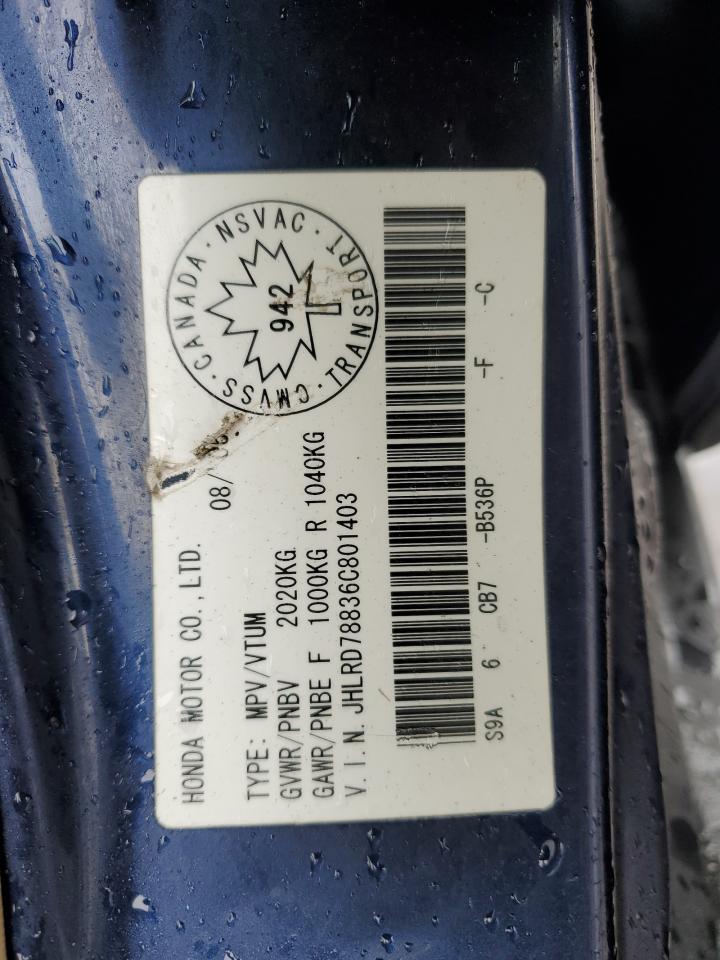 HONDA MOTOR CO., LTD. 08/
TYPE: MPV/VTUM
GVWR/PNBV 2020KG
GAWR/PNBE F 1000KG R 1040KG
V.I.N. JHLRD78836C801403
CANADA · NSVAC · TRANSPORT · CMVSS ·
942
S9A 6 CB7 -B536P -F -C